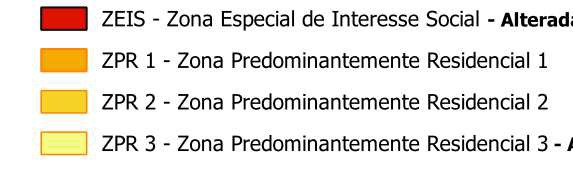 ZEIS - Zona Especial de Interesse Social - Alterada
ZPR 1 - Zona Predominantemente Residencial 1
ZPR 2 - Zona Predominantemente Residencial 2
ZPR 3 - Zona Predominantemente Residencial 3 -